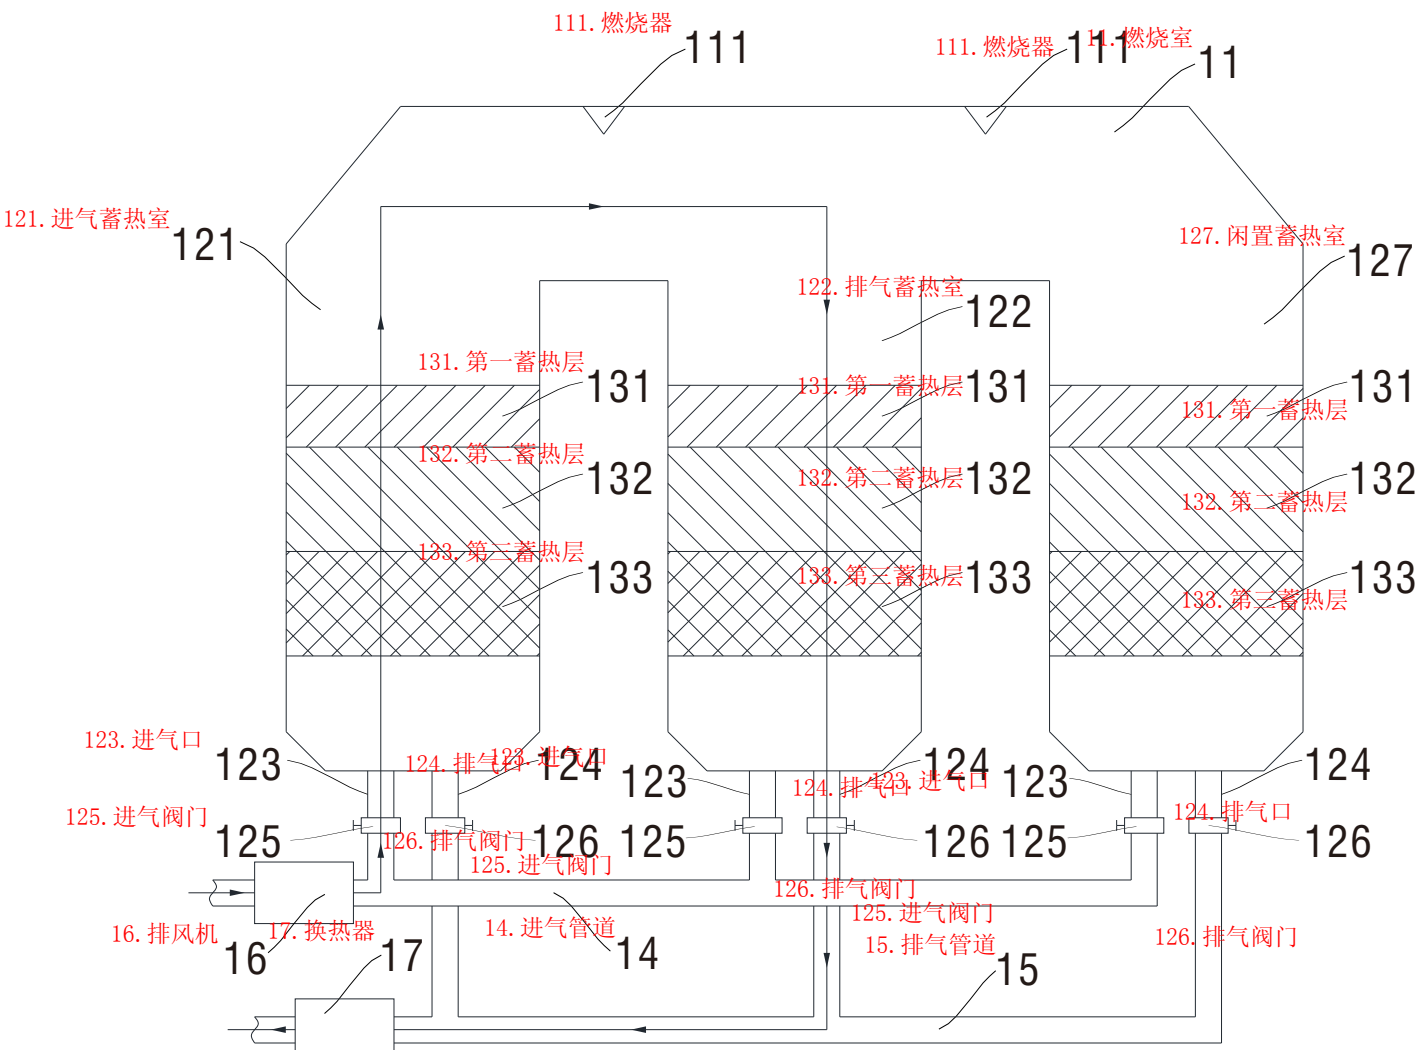 111.燃烧器
111
111.燃烧器
111
11.燃烧室
11
121.进气蓄热室
121
127.闲置蓄热室
127
122.排气蓄热室
122
131.第一蓄热层
131
131.第一蓄热层
131
131.第一蓄热层
131
132.第二蓄热层
132
132.第二蓄热层
132
132.第二蓄热层
132
133.第三蓄热层
133
133.第三蓄热层
133
133.第三蓄热层
133
123.进气口
123
124.排气口
124
123.进气口
123
124.排气口
124
123.进气口
123
124.排气口
124
125.进气阀门
125
126.排气阀门
126
125.进气阀门
125
126.排气阀门
126
125.进气阀门
125
126.排气阀门
126
16.排风机
16
17.换热器
17
14.进气管道
14
15.排气管道
15